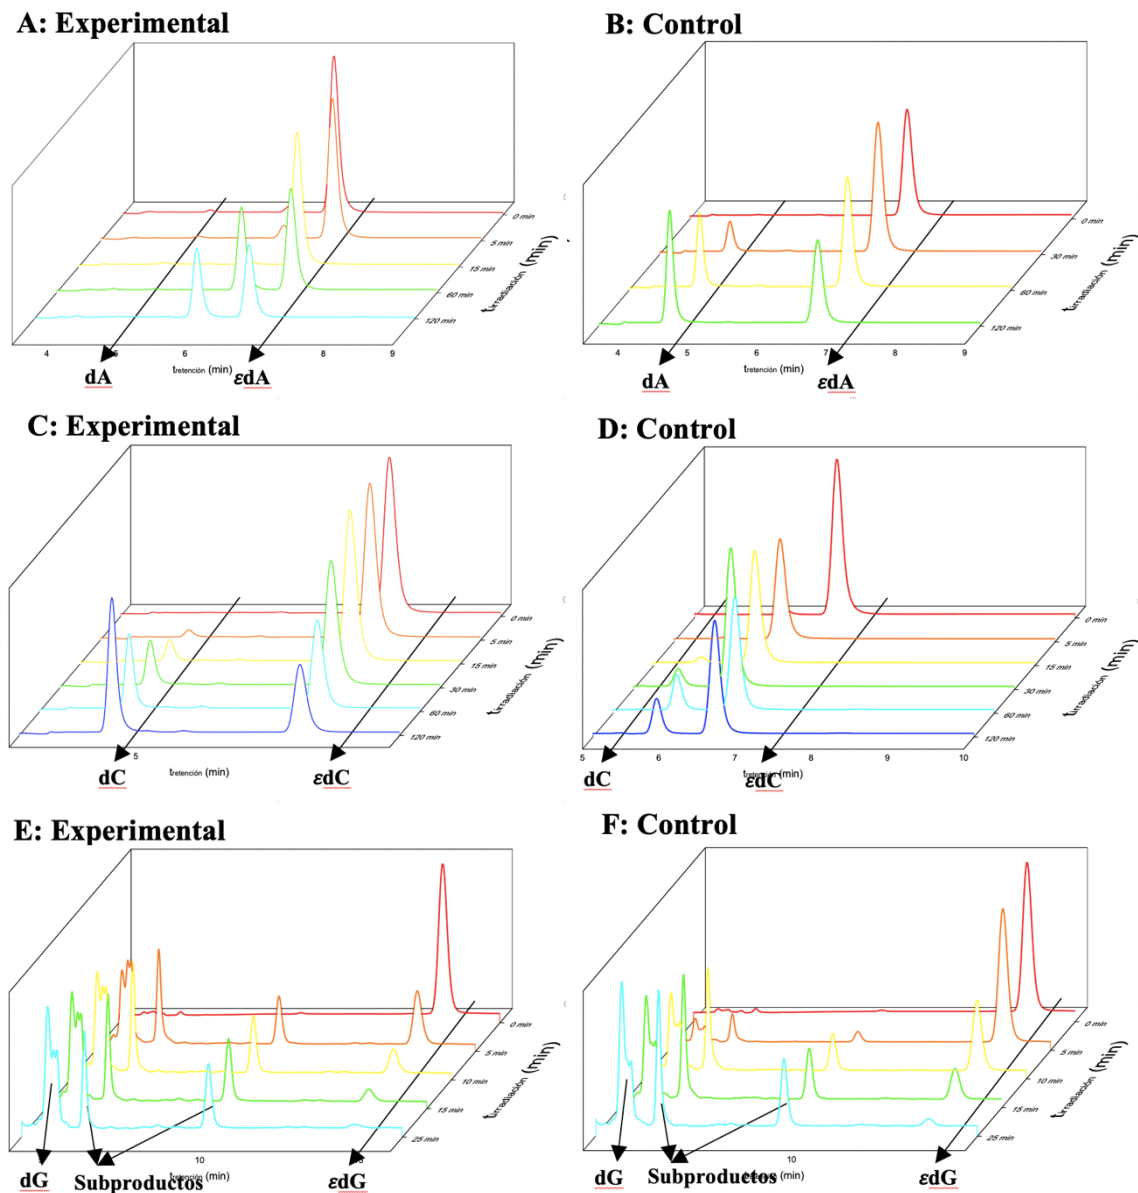 A: Experimental
B: Control
0 min
5 min
15 min
60 min
120 min
tirradiación (min)
4
6
8
9
tretención (min)
dA
εdA
0 min
30 min
60 min
120 min
tirradiación (min)
4
5
6
7
8
9
tretención (min)
dA
εdA
C: Experimental
D: Control
0 min
5 min
15 min
30 min
60 min
120 min
tirradiación (min)
5
tretención (min)
dC
εdC
0 min
5 min
15 min
30 min
60 min
120 min
tirradiación (min)
5
6
7
8
9
10
tretención (min)
dC
εdC
E: Experimental
F: Control
0 min
5 min
10 min
15 min
25 min
tirradiación (min)
10
tretención (min)
dG
Subproductos
εdG
0 min
5 min
10 min
15 min
25 min
tirradiación (min)
10
dG
Subproductos
εdG